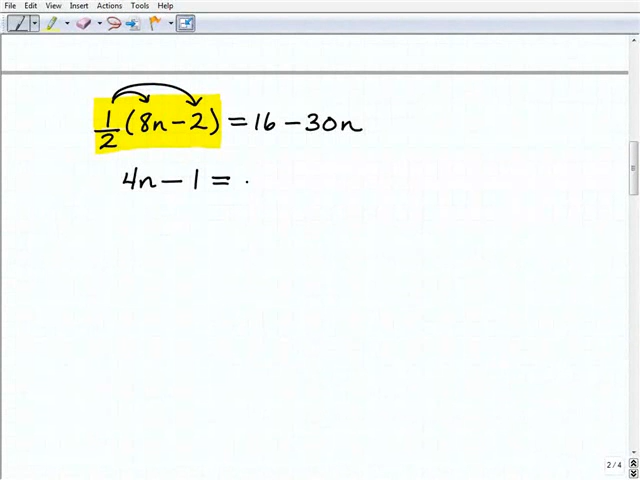 File Edit View Insert Actions Tools Help
1/2 (8n − 2) = 16 − 30n
4n − 1 =
2 / 4